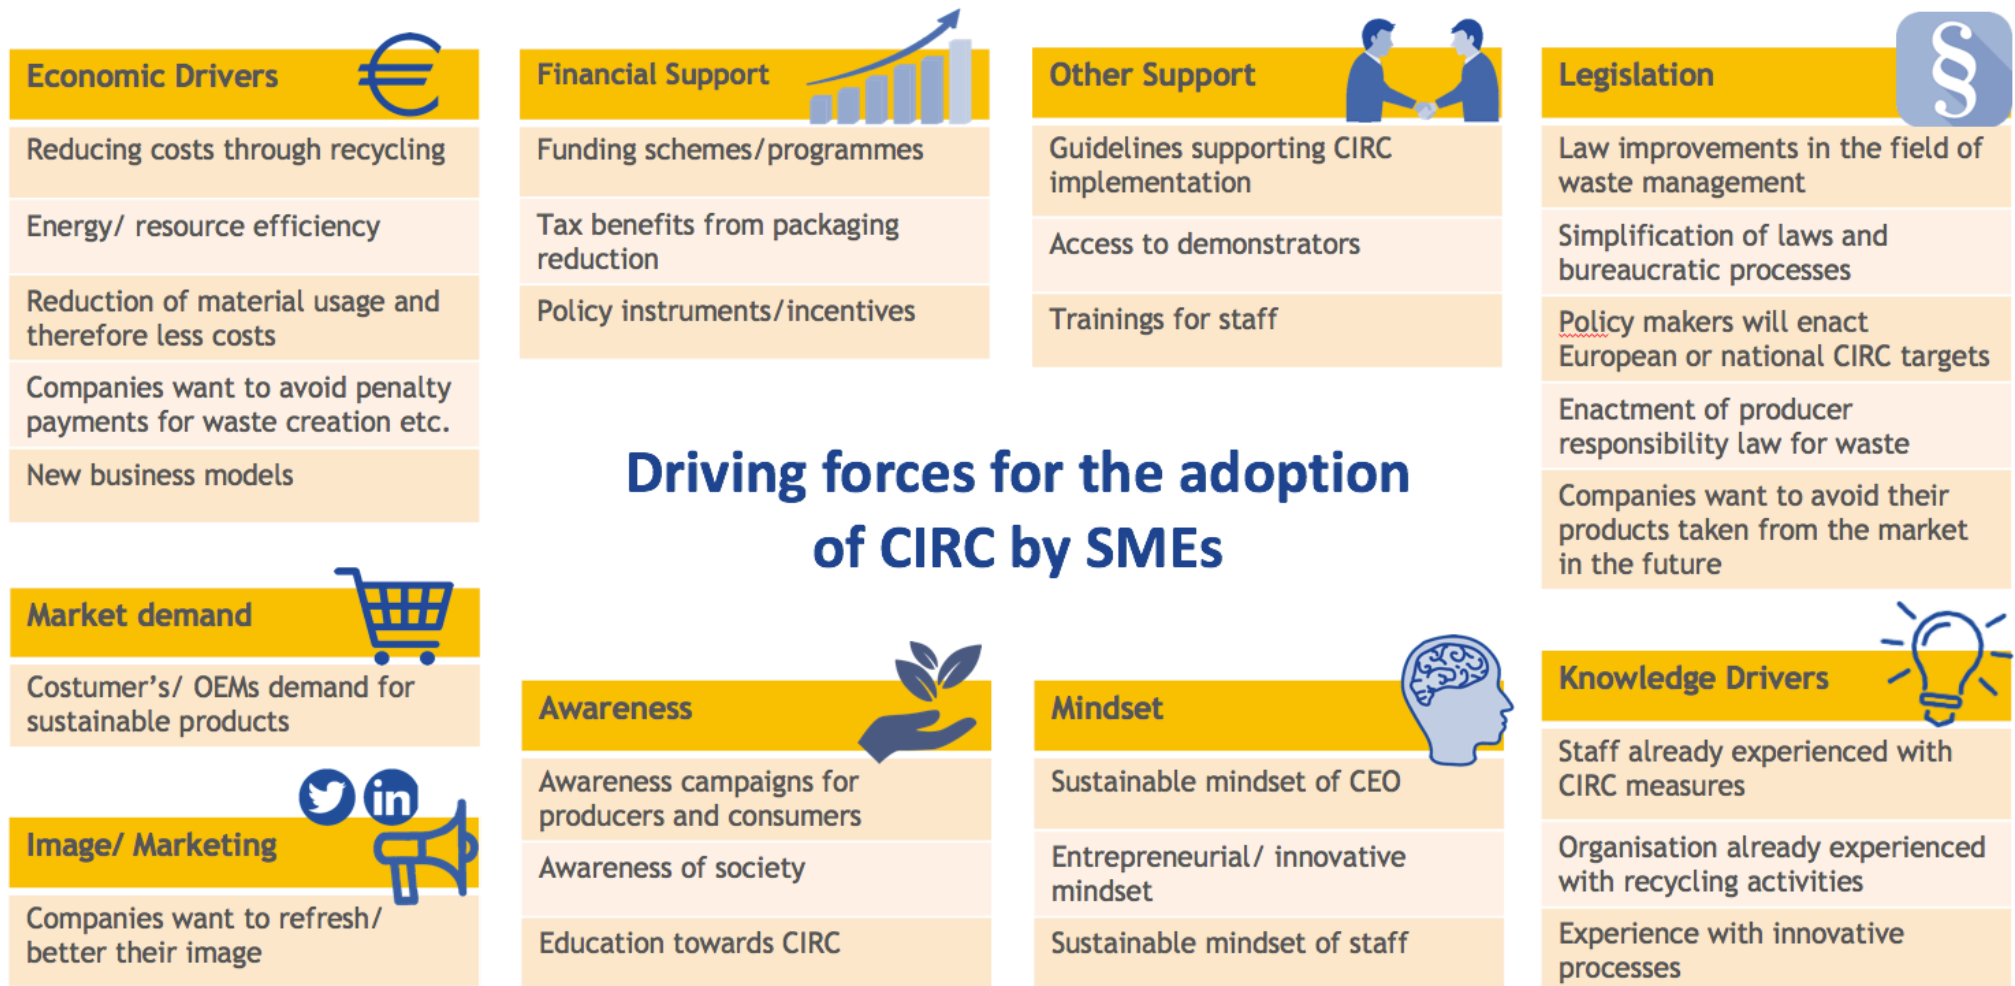 Economic Drivers
Reducing costs through recycling
Energy/ resource efficiency
Reduction of material usage and
therefore less costs
Companies want to avoid penalty
payments for waste creation etc.
New business models
Financial Support
Funding schemes/programmes
Tax benefits from packaging
reduction
Policy instruments/incentives
Other Support
Guidelines supporting CIRC
implementation
Access to demonstrators
Trainings for staff
Legislation
§
Law improvements in the field of
waste management
Simplification of laws and
bureaucratic processes
Policy makers will enact
European or national CIRC targets
Enactment of producer
responsibility law for waste
Companies want to avoid their
products taken from the market
in the future
Driving forces for the adoption
of CIRC by SMEs
Market demand
Costumer's/ OEMs demand for
sustainable products
in
Image/ Marketing
Companies want to refresh/
better their image
Awareness
Awareness campaigns for
producers and consumers
Awareness of society
Education towards CIRC
Mindset
Sustainable mindset of CEO
Entrepreneurial/ innovative
mindset
Sustainable mindset of staff
Knowledge Drivers
Staff already experienced with
CIRC measures
Organisation already experienced
with recycling activities
Experience with innovative
processes